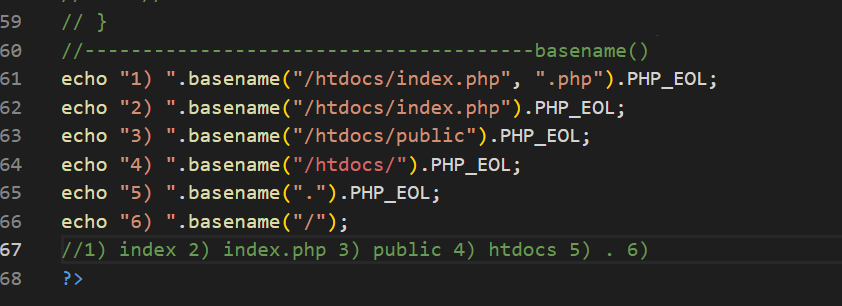 59 // }
60 //---------------------------------------basename()
61 echo "1) ".basename("/htdocs/index.php", ".php").PHP_EOL;
62 echo "2) ".basename("/htdocs/index.php").PHP_EOL;
63 echo "3) ".basename("/htdocs/public").PHP_EOL;
64 echo "4) ".basename("/htdocs/").PHP_EOL;
65 echo "5) ".basename(".").PHP_EOL;
66 echo "6) ".basename("/");
67 //1) index 2) index.php 3) public 4) htdocs 5) . 6)
68 ?>